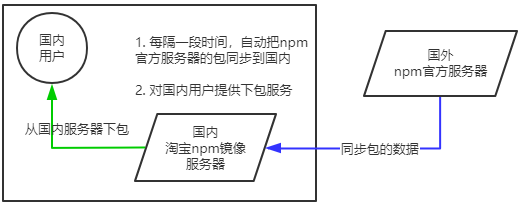 国内
用户
1. 每隔一段时间，自动把npm
官方服务器的包同步到国内
2. 对国内用户提供下包服务
国外
npm官方服务器
从国内服务器下包
国内
淘宝npm镜像
服务器
同步包的数据